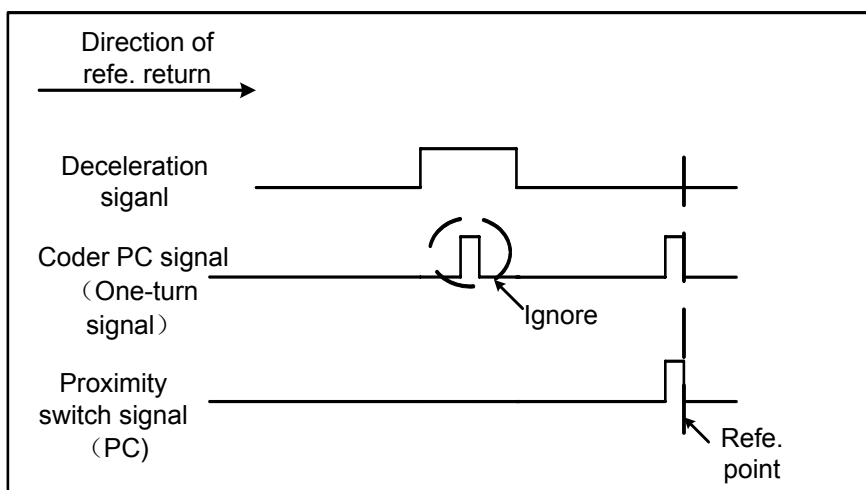 Direction of
refe. return
Deceleration
siganl
Coder PC signal
（One-turn
signal）
Ignore
Proximity
switch signal
（PC)
Refe.
point